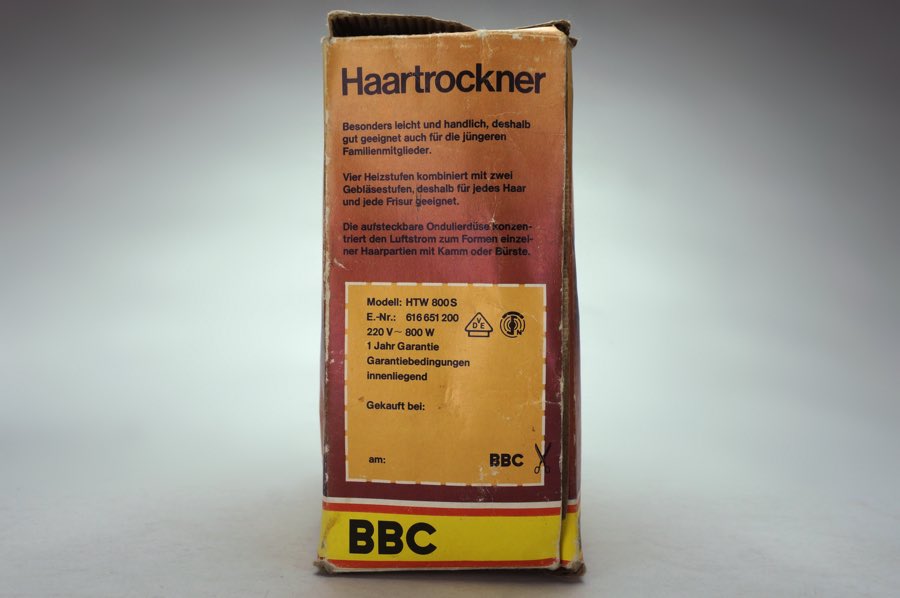 Haartrockner
Besonders leicht und handlich, deshalb
gut geeignet auch für die jüngeren
Familienmitglieder.
Vier Heizstufen kombiniert mit zwei
Gebläsestufen, deshalb für jedes Haar
und jede Frisur geeignet.
Die aufsteckbare Ondulierdüse konzen-
triert den Luftstrom zum Formen einzel-
ner Haarpartien mit Kamm oder Bürste.
Modell: HTW 800 S
E.-Nr.: 616 651 200
220 V ~ 800 W
1 Jahr Garantie
Garantiebedingungen
innenliegend
VDE
N
Gekauft bei:
am:
BBC
BBC